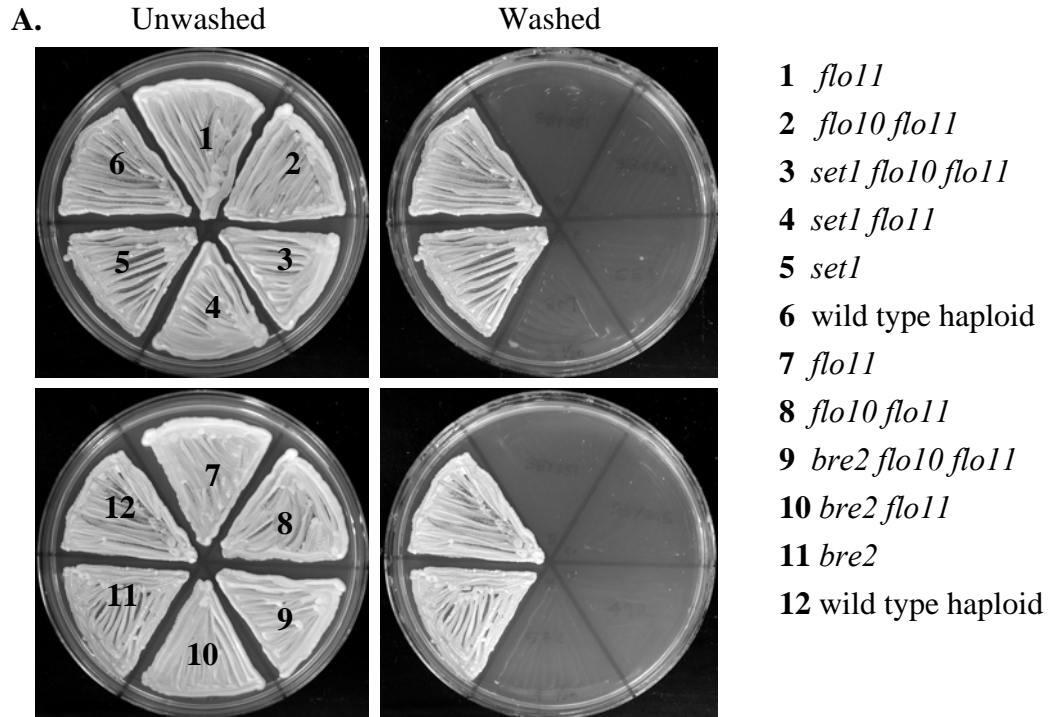 A. Unwashed Washed
1 flo11
2 flo10 flo11
3 set1 flo10 flo11
4 set1 flo11
5 set1
6 wild type haploid
7 flo11
8 flo10 flo11
9 bre2 flo10 flo11
10 bre2 flo11
11 bre2
12 wild type haploid
1
6 2
5 3
4
7
12 8
11 9
10